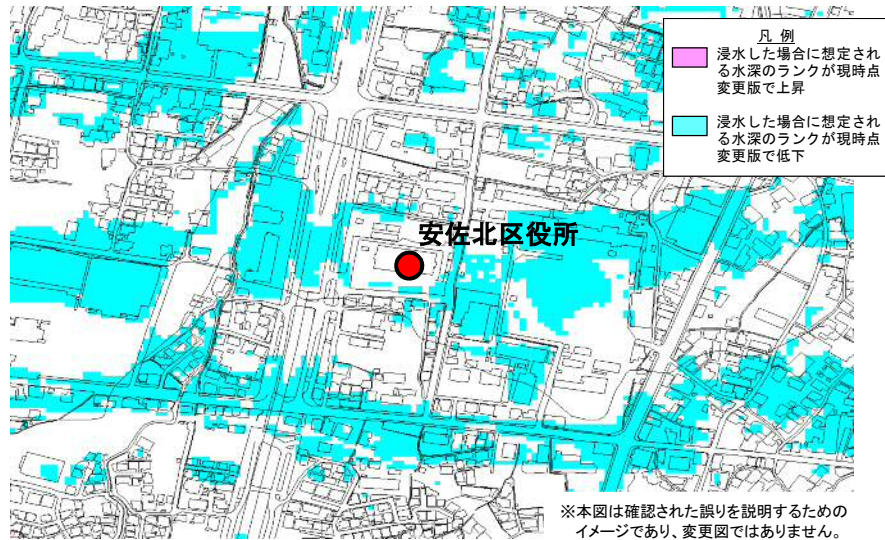 凡 例
浸水した場合に想定され
る水深のランクが現時点
変更版で上昇
浸水した場合に想定され
る水深のランクが現時点
変更版で低下
安佐北区役所
※本図は確認された誤りを説明するための
イメージであり、変更図ではありません。